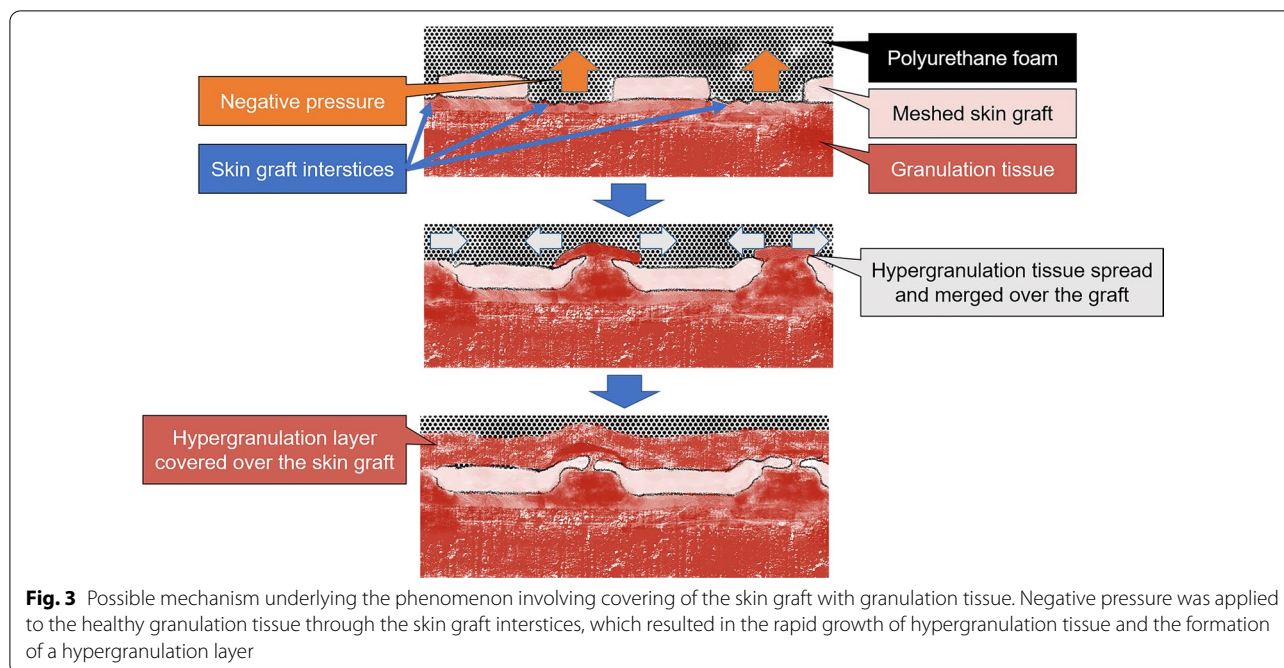 Polyurethane foam
Negative pressure
Meshed skin graft
Skin graft interstices
Granulation tissue
Hypergranulation tissue spread
and merged over the graft
Hypergranulation layer
covered over the skin graft
Fig. 3 Possible mechanism underlying the phenomenon involving covering of the skin graft with granulation tissue. Negative pressure was applied
to the healthy granulation tissue through the skin graft interstices, which resulted in the rapid growth of hypergranulation tissue and the formation
of a hypergranulation layer